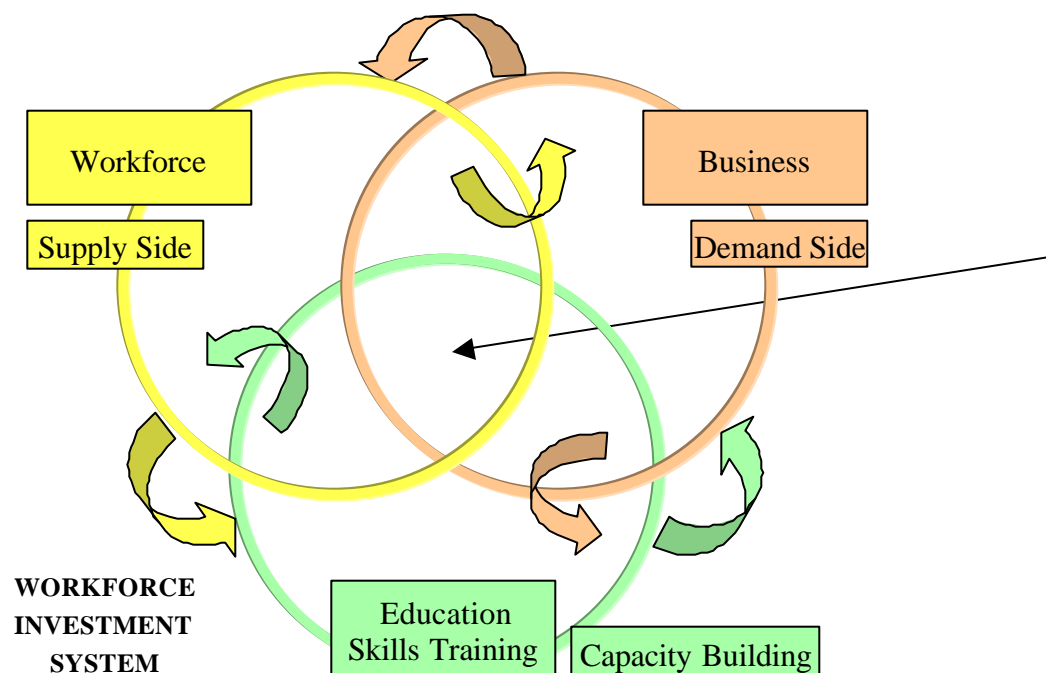 Workforce
Business
Supply Side
Demand Side
WORKFORCE
INVESTMENT
SYSTEM
Education
Skills Training
Capacity Building